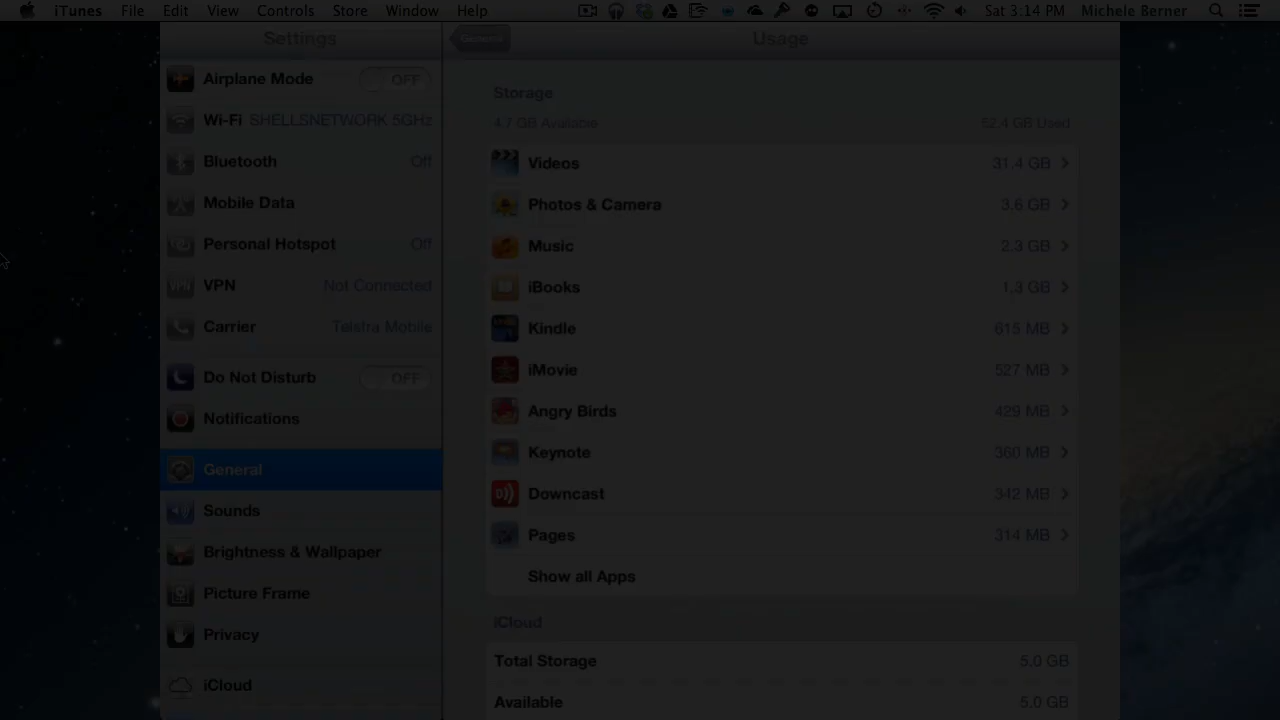 iTunes File Edit View Controls Store Window Help Sat 3:14 PM Michele Berner
Settings
General
Usage
Airplane Mode OFF
Wi-Fi SHELLSNETWORK 5GHz
Bluetooth Off
Mobile Data
Personal Hotspot Off
VPN VPN Not Connected
Carrier Telstra Mobile
Do Not Disturb OFF
Notifications
General
Sounds
Brightness & Wallpaper
Picture Frame
Privacy
iCloud
Storage
4.7 GB Available 52.4 GB Used
Videos 31.4 GB
Photos & Camera 3.6 GB
Music 2.3 GB
iBooks 1.3 GB
Kindle 615 MB
iMovie 527 MB
Angry Birds 429 MB
Keynote 360 MB
Downcast 342 MB
Pages 314 MB
Show all Apps
iCloud
Total Storage 5.0 GB
Available 5.0 GB